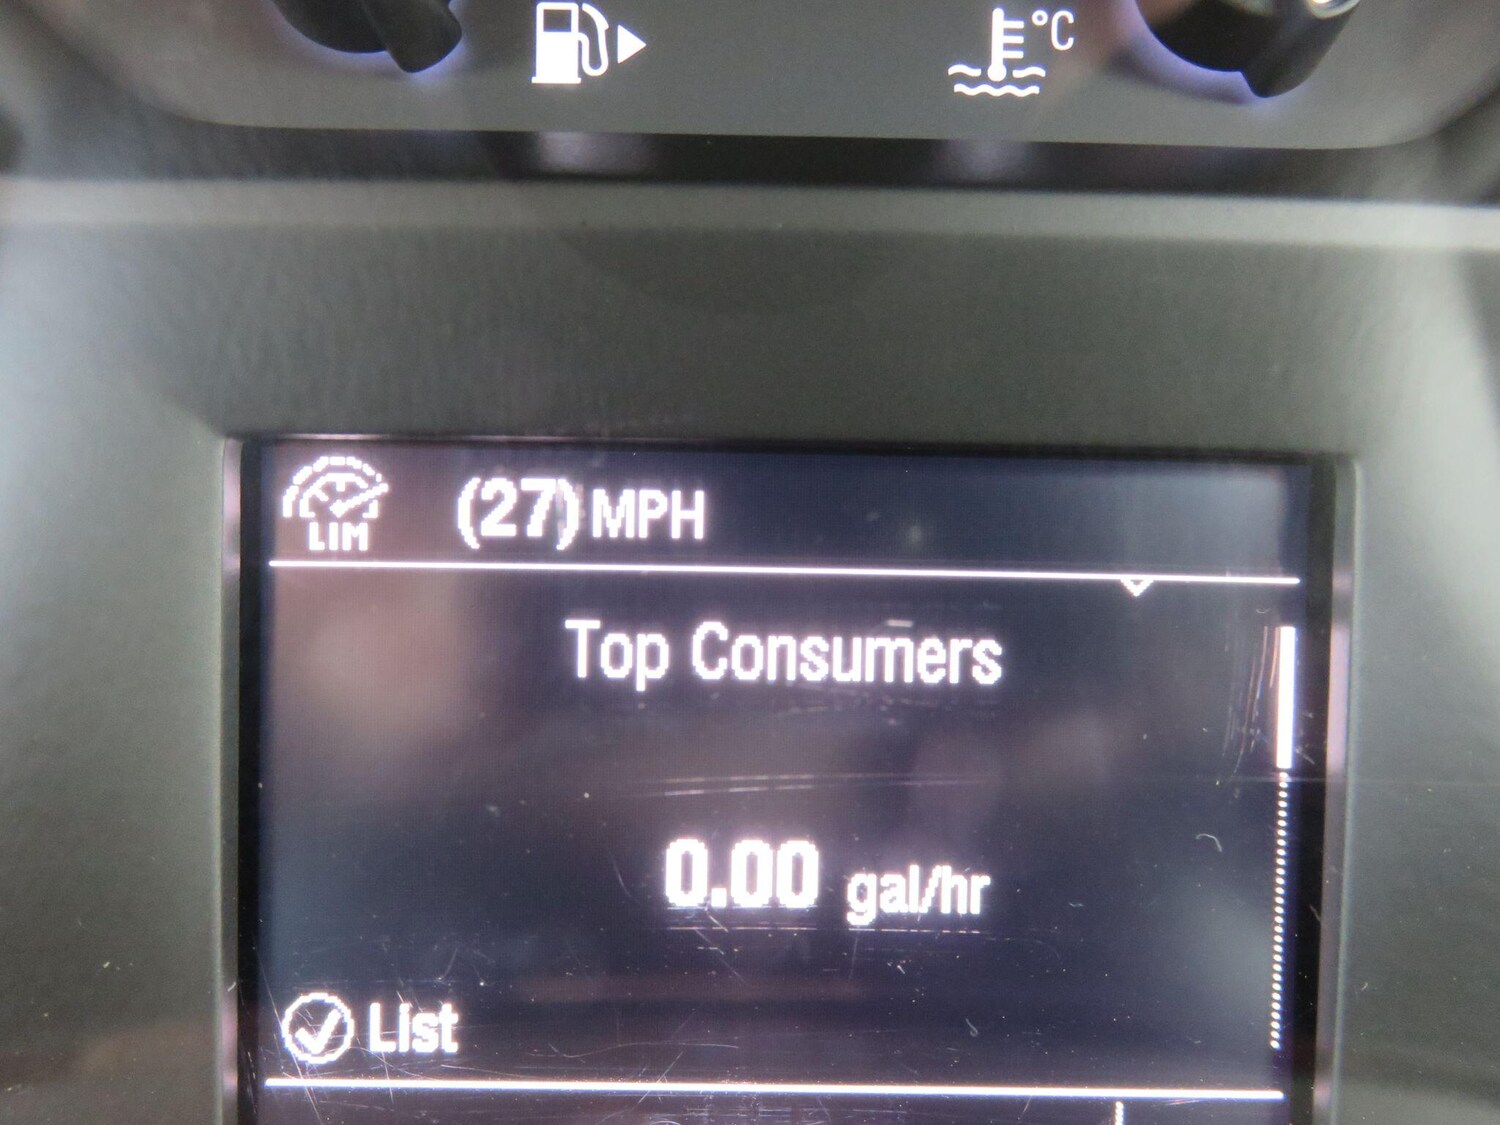 °C
LIM
(27) MPH
Top Consumers
0.00 gal/hr
List